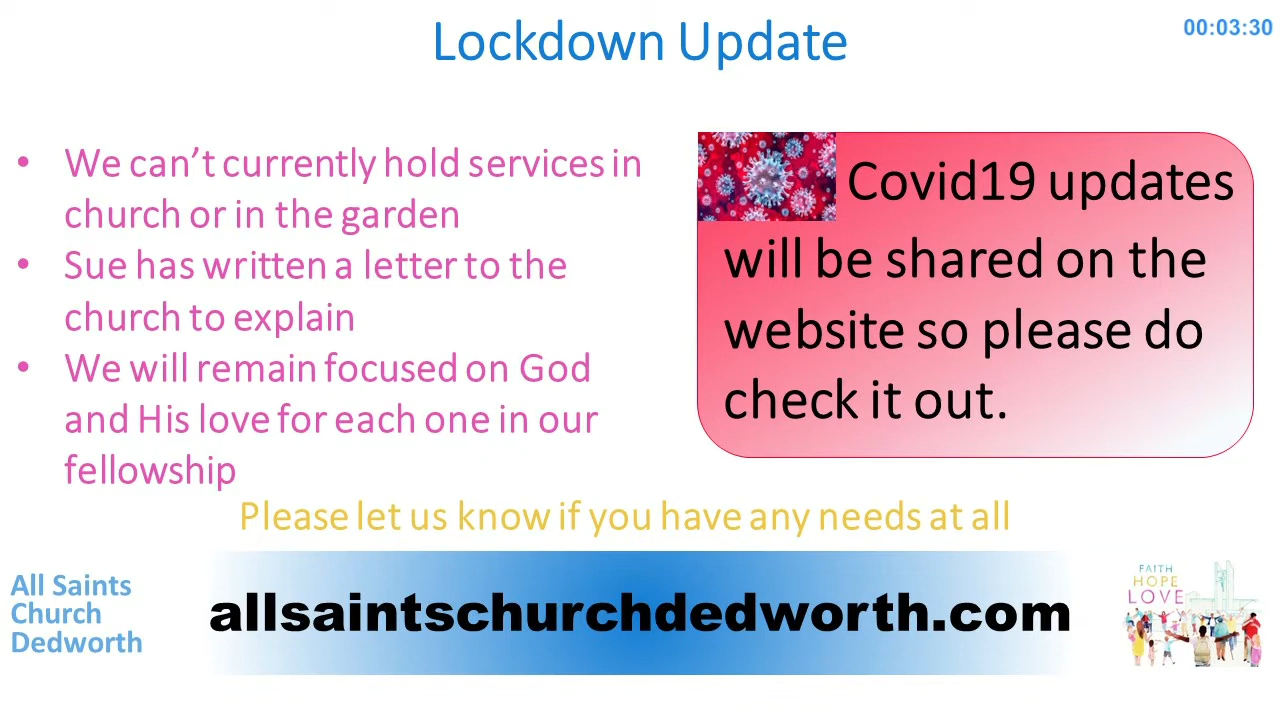 Lockdown Update
00:03:30
• We can’t currently hold services in
church or in the garden
• Sue has written a letter to the
church to explain
• We will remain focused on God
and His love for each one in our
fellowship
Covid19 updates
will be shared on the
website so please do
check it out.
Please let us know if you have any needs at all
All Saints
Church
Dedworth
allsaintschurchdedworth.com
FAITH
HOPE
LOVE